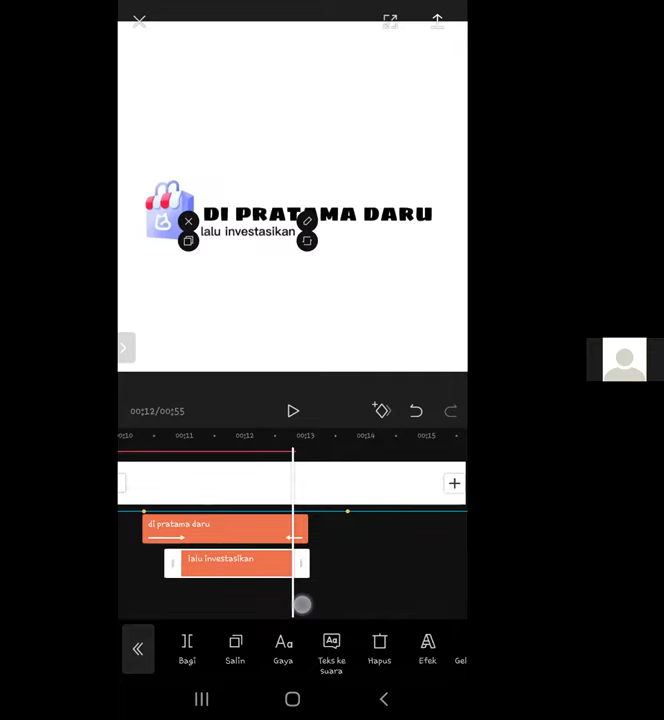 DI PRATAMA DARU
lalu investasikan
00:12/00:55
00:10 00:11 00:12 00:13 00:14 00:15
di pratama daru
lalu investasikan
Bagi Salin Gaya Teks ke suara Hapus Efek Gel